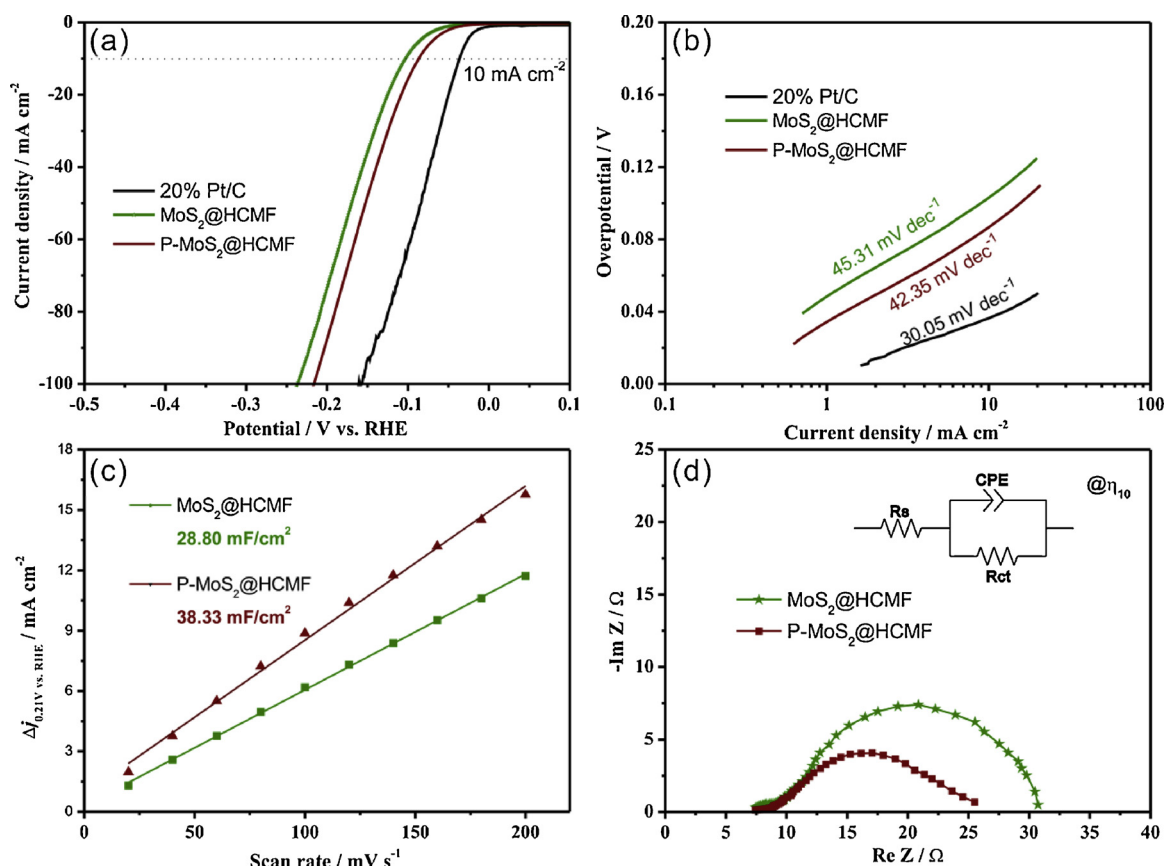 (a)
10 mA cm⁻²
20% Pt/C
MoS₂@HCMF
P-MoS₂@HCMF
Current density / mA cm⁻²
0
-20
-40
-60
-80
-100
-0.5
-0.4
-0.3
-0.2
-0.1
0.0
0.1
Potential / V vs. RHE
(b)
20% Pt/C
MoS₂@HCMF
P-MoS₂@HCMF
45.31 mV dec⁻¹
42.35 mV dec⁻¹
30.05 mV dec⁻¹
Overpotential / V
0.20
0.16
0.12
0.08
0.04
0.00
0.1
1
10
100
Current density / mA cm⁻²
(c)
MoS₂@HCMF
28.80 mF/cm²
P-MoS₂@HCMF
38.33 mF/cm²
Δj₀.₂₁V vs. RHE / mA cm⁻²
18
15
12
9
6
3
0
0
50
100
150
200
Scan rate / mV s⁻¹
(d)
@η₁₀
CPE
Rs
Rct
MoS₂@HCMF
P-MoS₂@HCMF
-Im Z / Ω
25
20
15
10
5
0
0
5
10
15
20
25
30
35
40
Re Z / Ω